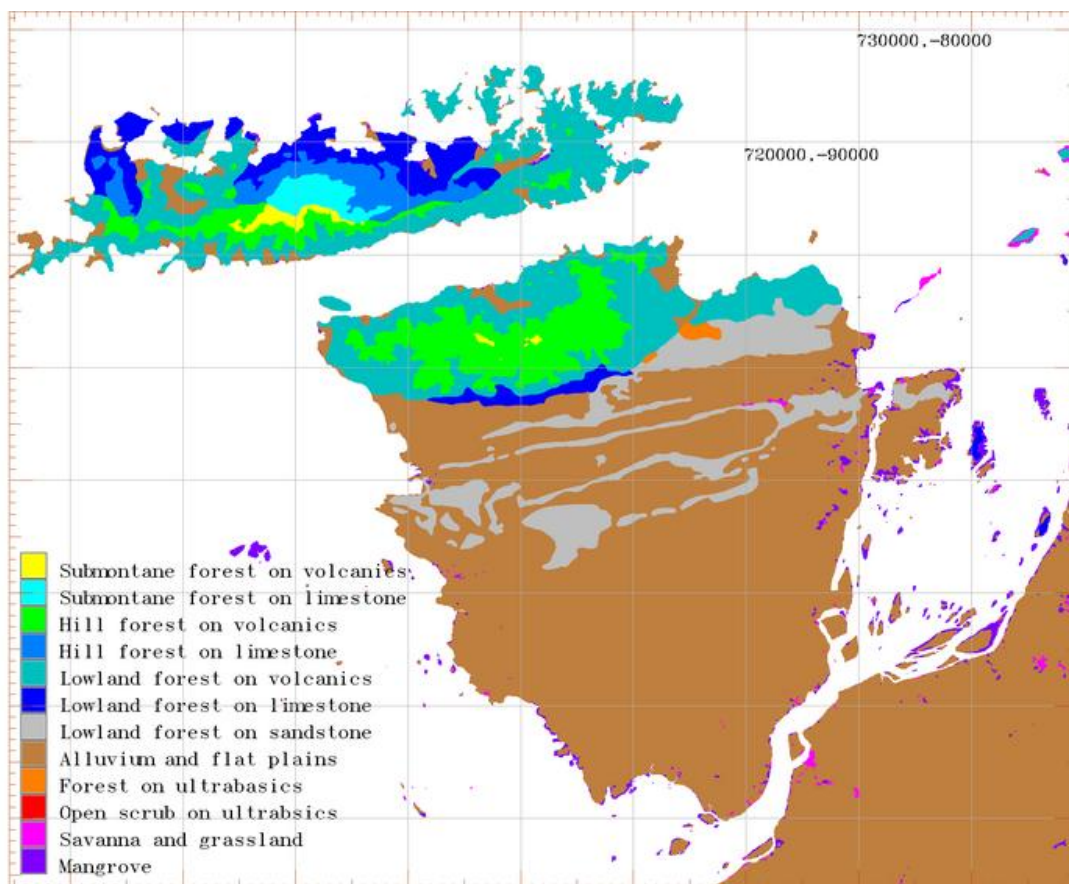 730000,-80000
720000,-90000
Submontane forest on volcanics
Submontane forest on limestone
Hill forest on volcanics
Hill forest on limestone
Lowland forest on volcanics
Lowland forest on limestone
Lowland forest on sandstone
Alluvium and flat plains
Forest on ultrabasics
Open scrub on ultrabsics
Savanna and grassland
Mangrove